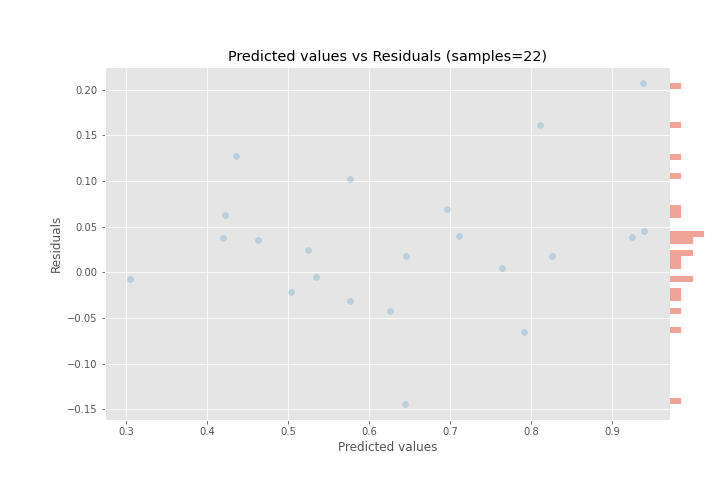 Predicted values vs Residuals (samples=22)
0.20
0.15
0.10
0.05
0.00
−0.05
−0.10
−0.15
Residuals
0.3 0.4 0.5 0.6 0.7 0.8 0.9
Predicted values